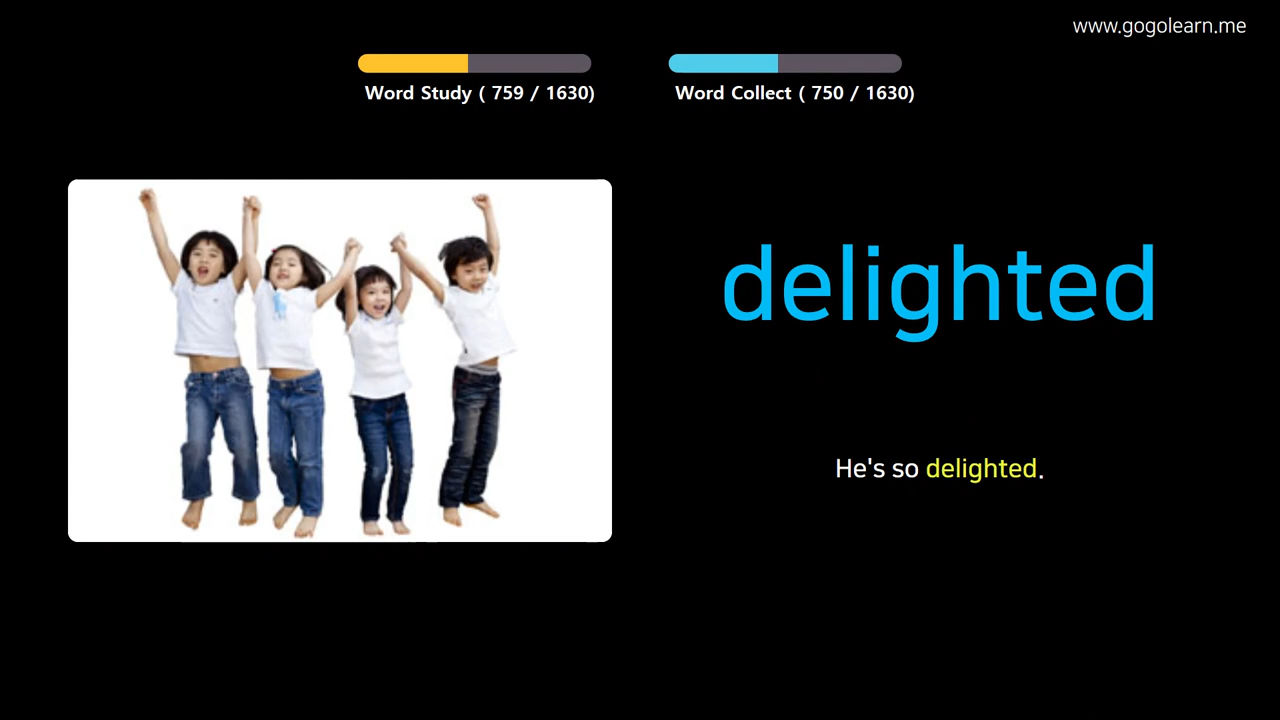 www.gogolearn.me
Word Study ( 759 / 1630)
Word Collect ( 750 / 1630)
delighted
He's so delighted.